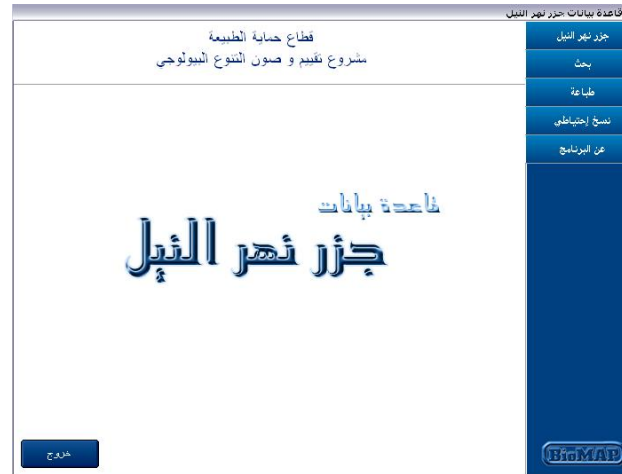 قاعدة بيانات جزر نهر النيل
جزر نهر النيل
بحث
طباعة
نسخ إحتياطى
عن البرنامج
قطاع حماية الطبيعة
مشروع تقييم و صون التنوع البيولوجي
قاعدة بيانات
جزر نهر النيل
خروج
BioMAP